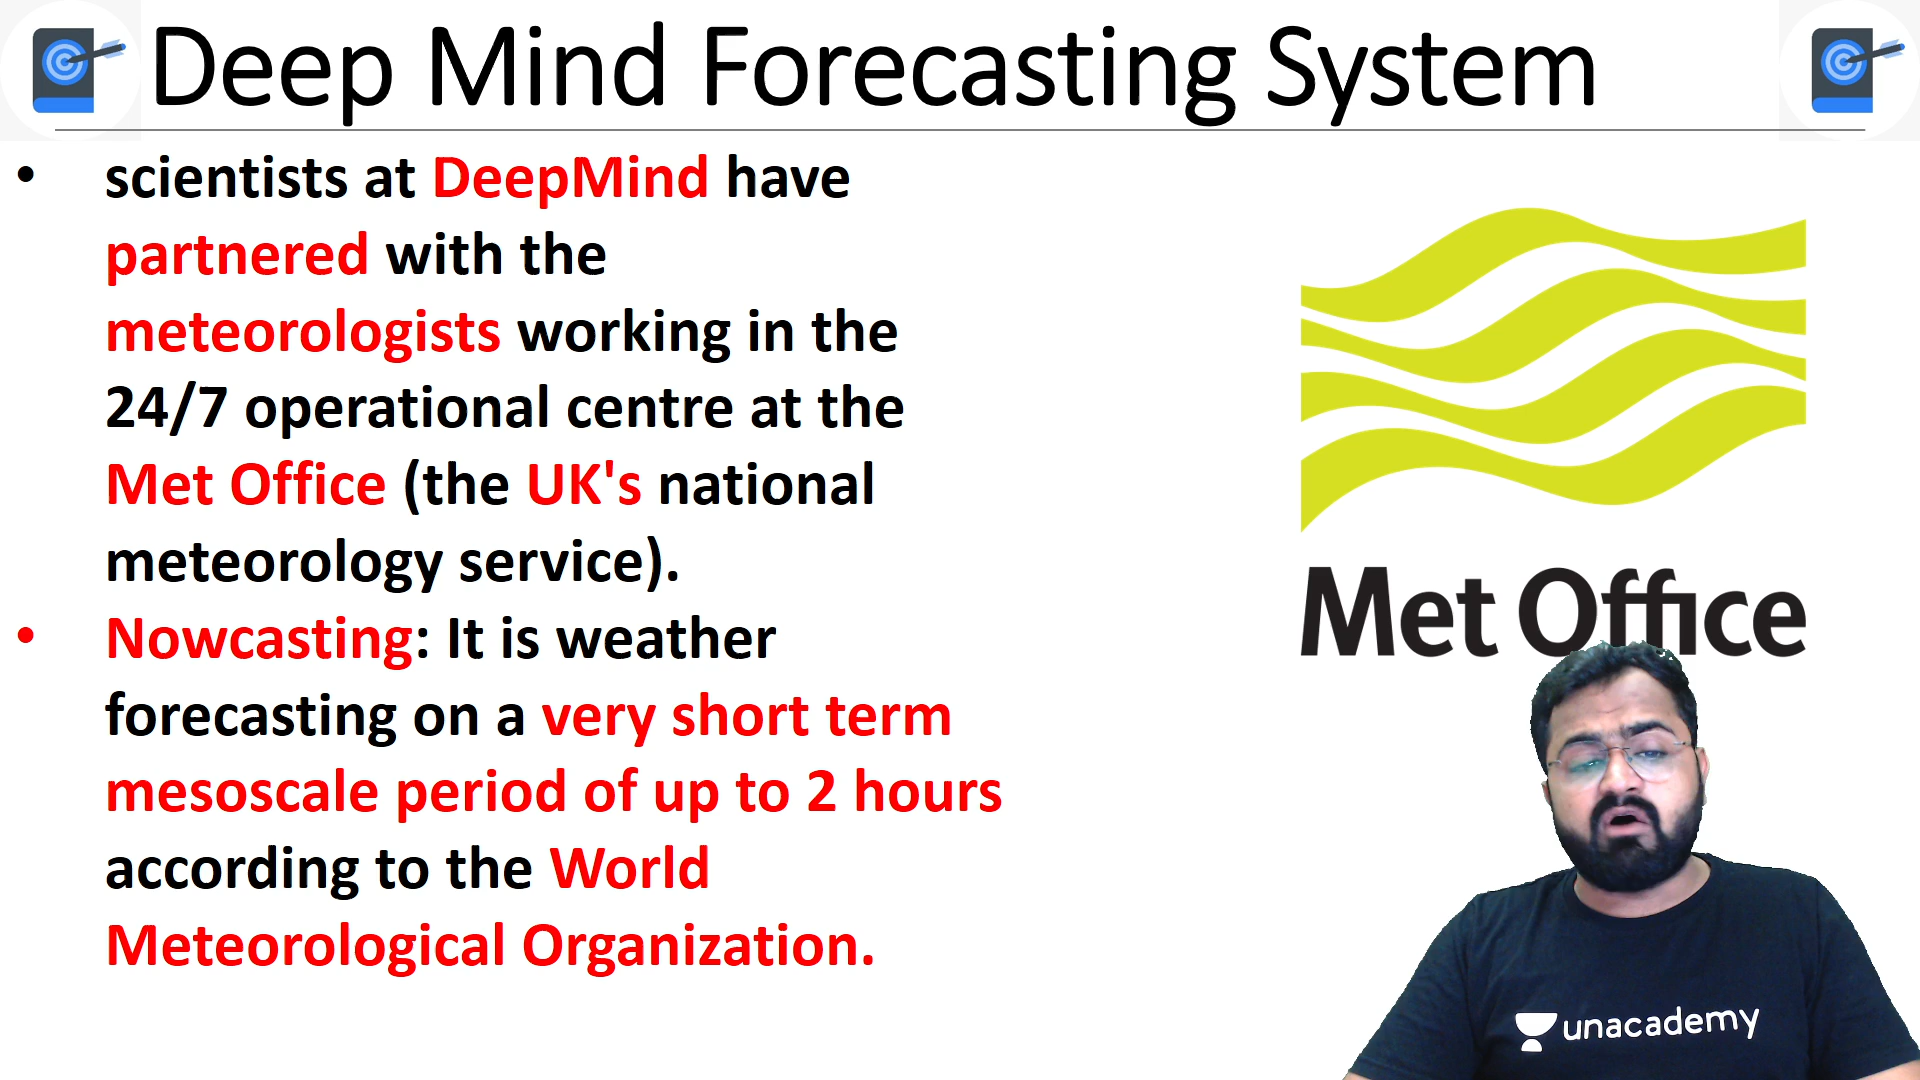 Deep Mind Forecasting System
• scientists at DeepMind have
partnered with the
meteorologists working in the
24/7 operational centre at the
Met Office (the UK's national
meteorology service).
• Nowcasting: It is weather
forecasting on a very short term
mesoscale period of up to 2 hours
according to the World
Meteorological Organization.
Met Office
unacademy